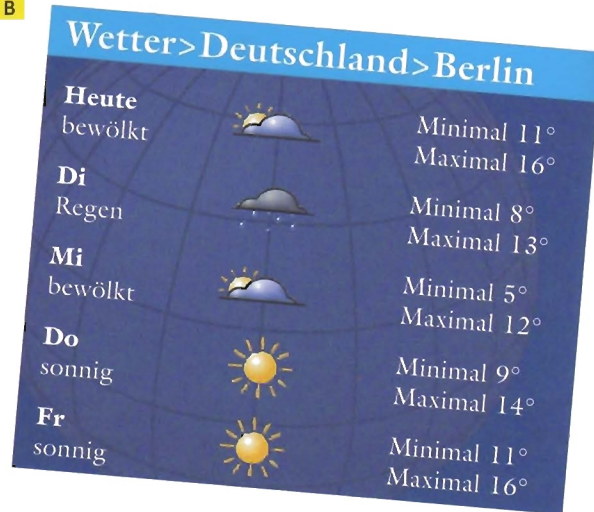 B
Wetter>Deutschland>Berlin
Heute
bewölkt
Minimal 11°
Maximal 16°
Di
Regen
Minimal 8°
Maximal 13°
Mi
bewölkt
Minimal 5°
Maximal 12°
Do
sonnig
Minimal 9°
Maximal 14°
Fr
sonnig
Minimal 11°
Maximal 16°